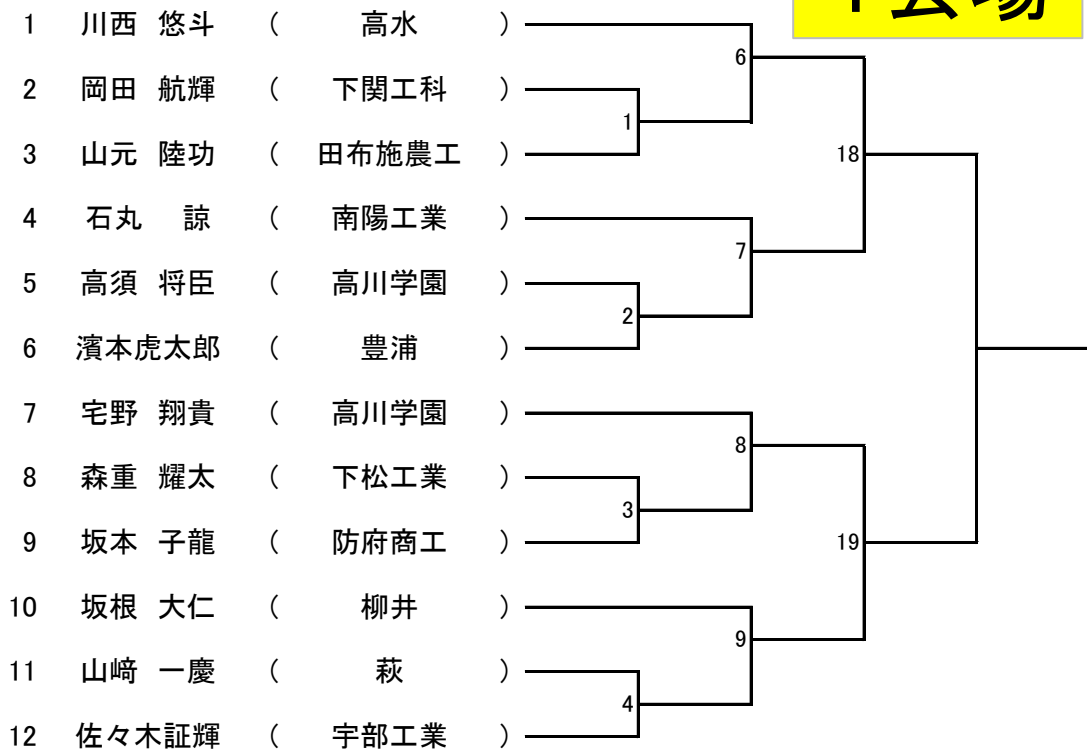 1 川西 悠斗 ( 高水 )
6
2 岡田 航輝 ( 下関工科 )
1
3 山元 陸功 ( 田布施農工 )
18
4 石丸 諒 ( 南陽工業 )
7
5 高須 将臣 ( 高川学園 )
2
6 濱本虎太郎 ( 豊浦 )
7 宅野 翔貴 ( 高川学園 )
8
8 森重 耀太 ( 下松工業 )
3
9 坂本 子龍 ( 防府商工 )
19
10 坂根 大仁 ( 柳井 )
9
11 山﨑 一慶 ( 萩 )
4
12 佐々木証輝 ( 宇部工業 )